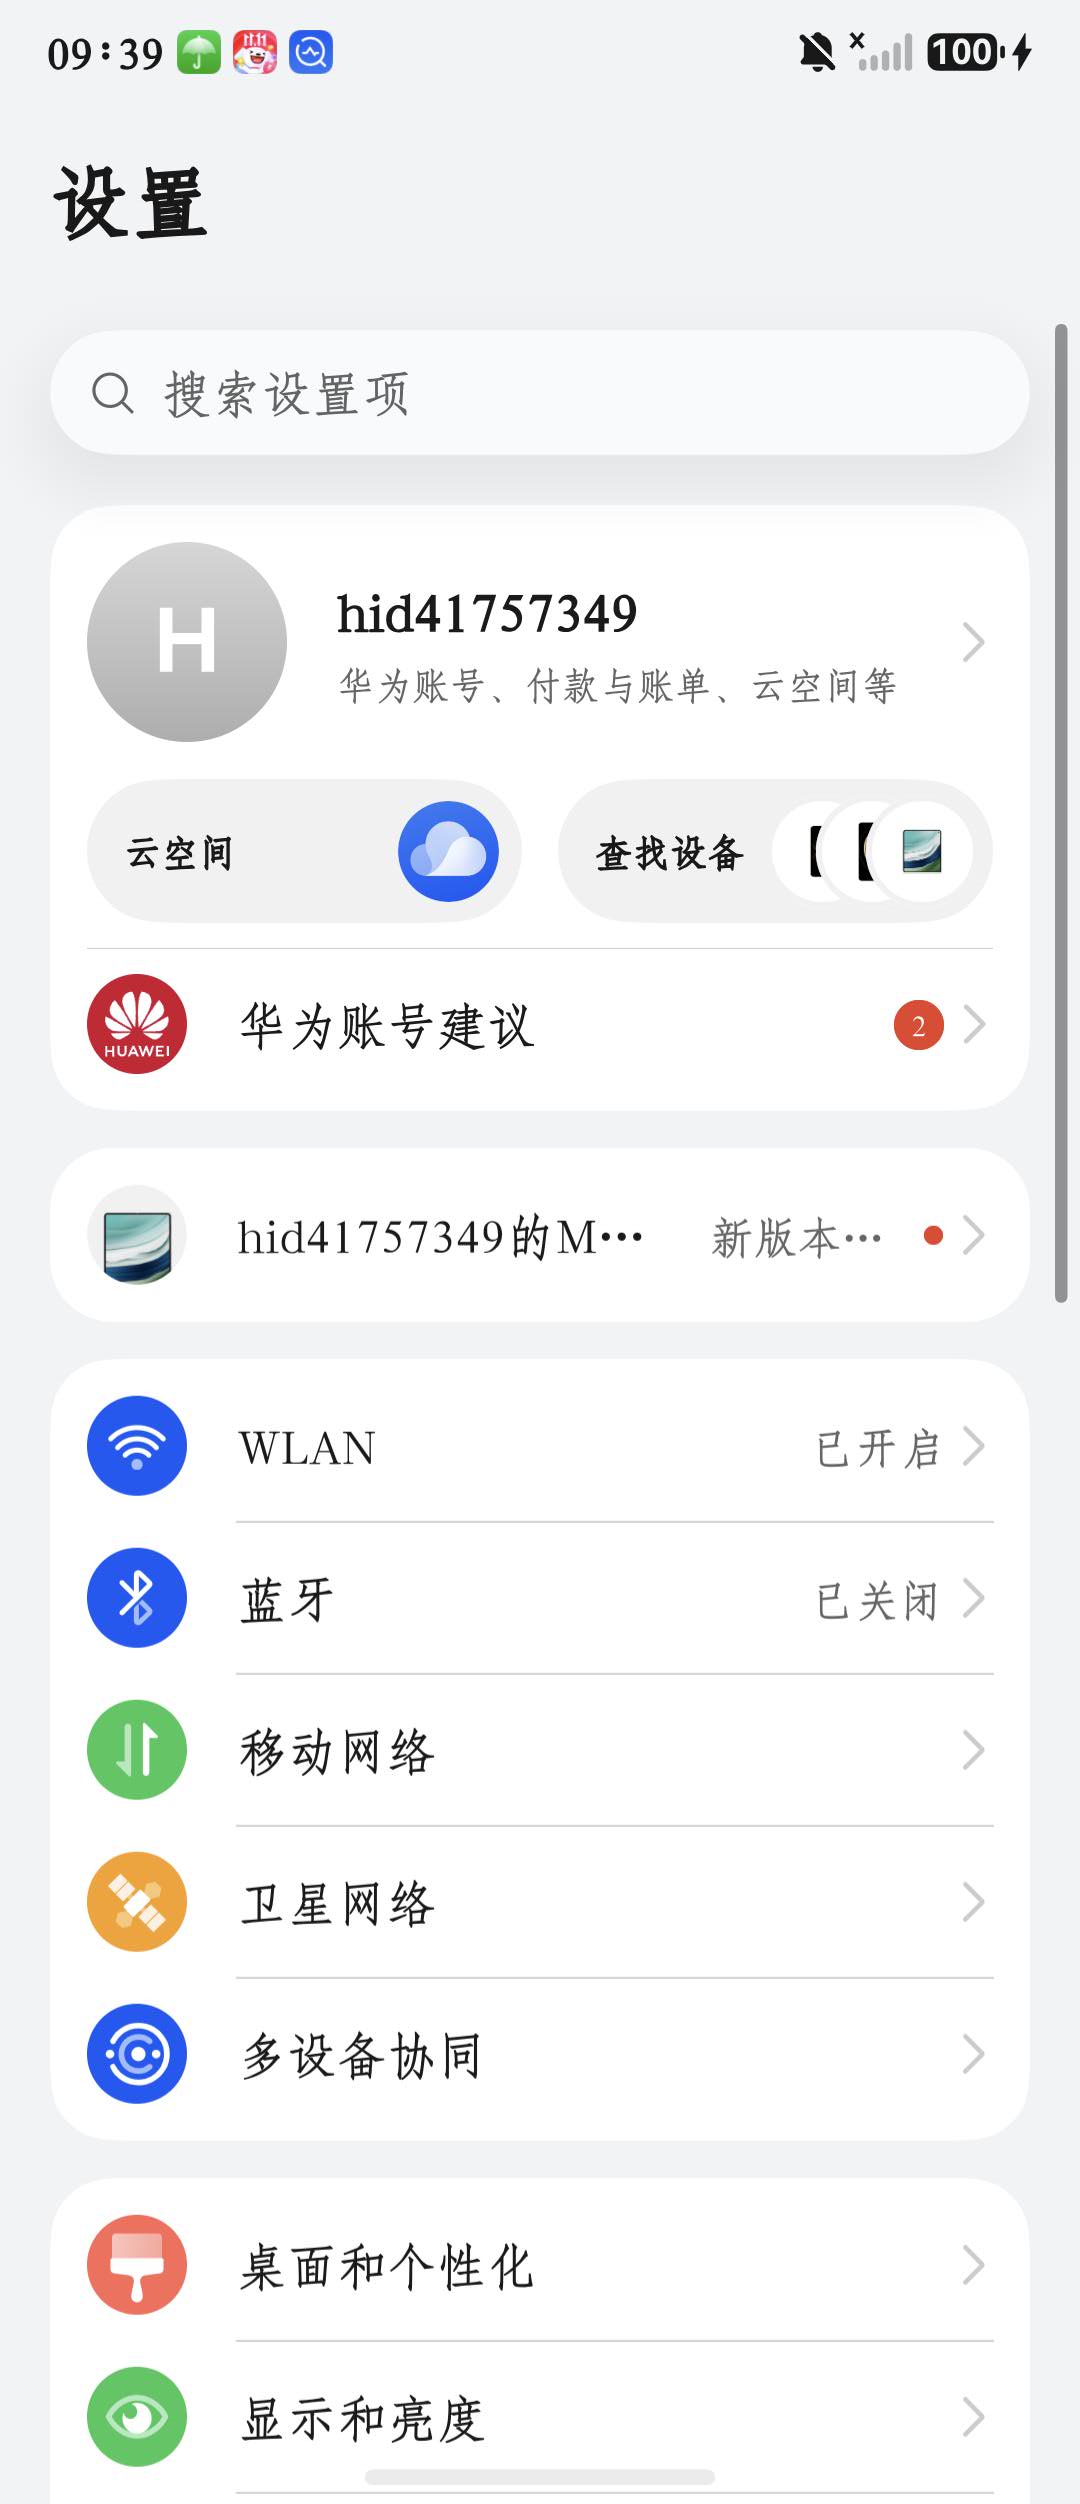 09:39
11.11
100
设置
搜索设置项
H
hid41757349
华为账号、付款与账单、云空间等
云空间
查找设备
HUAWEI
华为账号建议
2
hid41757349的M…
新版本…
WLAN
已开启
蓝牙
已关闭
移动网络
卫星网络
多设备协同
桌面和个性化
显示和亮度